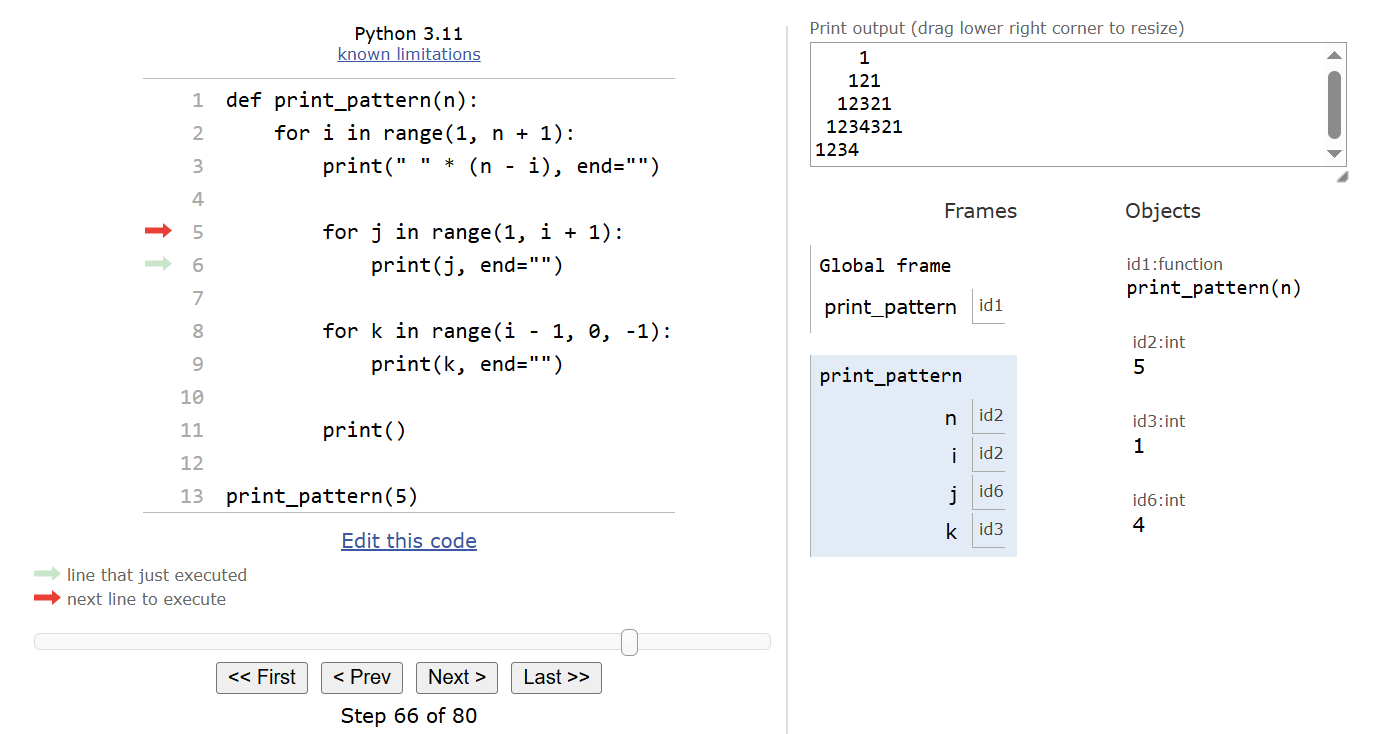 Python 3.11
known limitations
1 def print_pattern(n):
2     for i in range(1, n + 1):
3         print(" " * (n - i), end="")
4
5         for j in range(1, i + 1):
6             print(j, end="")
7
8         for k in range(i - 1, 0, -1):
9             print(k, end="")
10
11         print()
12
13 print_pattern(5)
Edit this code
line that just executed
next line to execute
<< First < Prev Next > Last >>
Step 66 of 80
Print output (drag lower right corner to resize)
    1
   121
  12321
 1234321
1234
Frames Objects
Global frame
print_pattern id1
print_pattern
n id2
i id2
j id6
k id3
id1:function
print_pattern(n)
id2:int
5
id3:int
1
id6:int
4